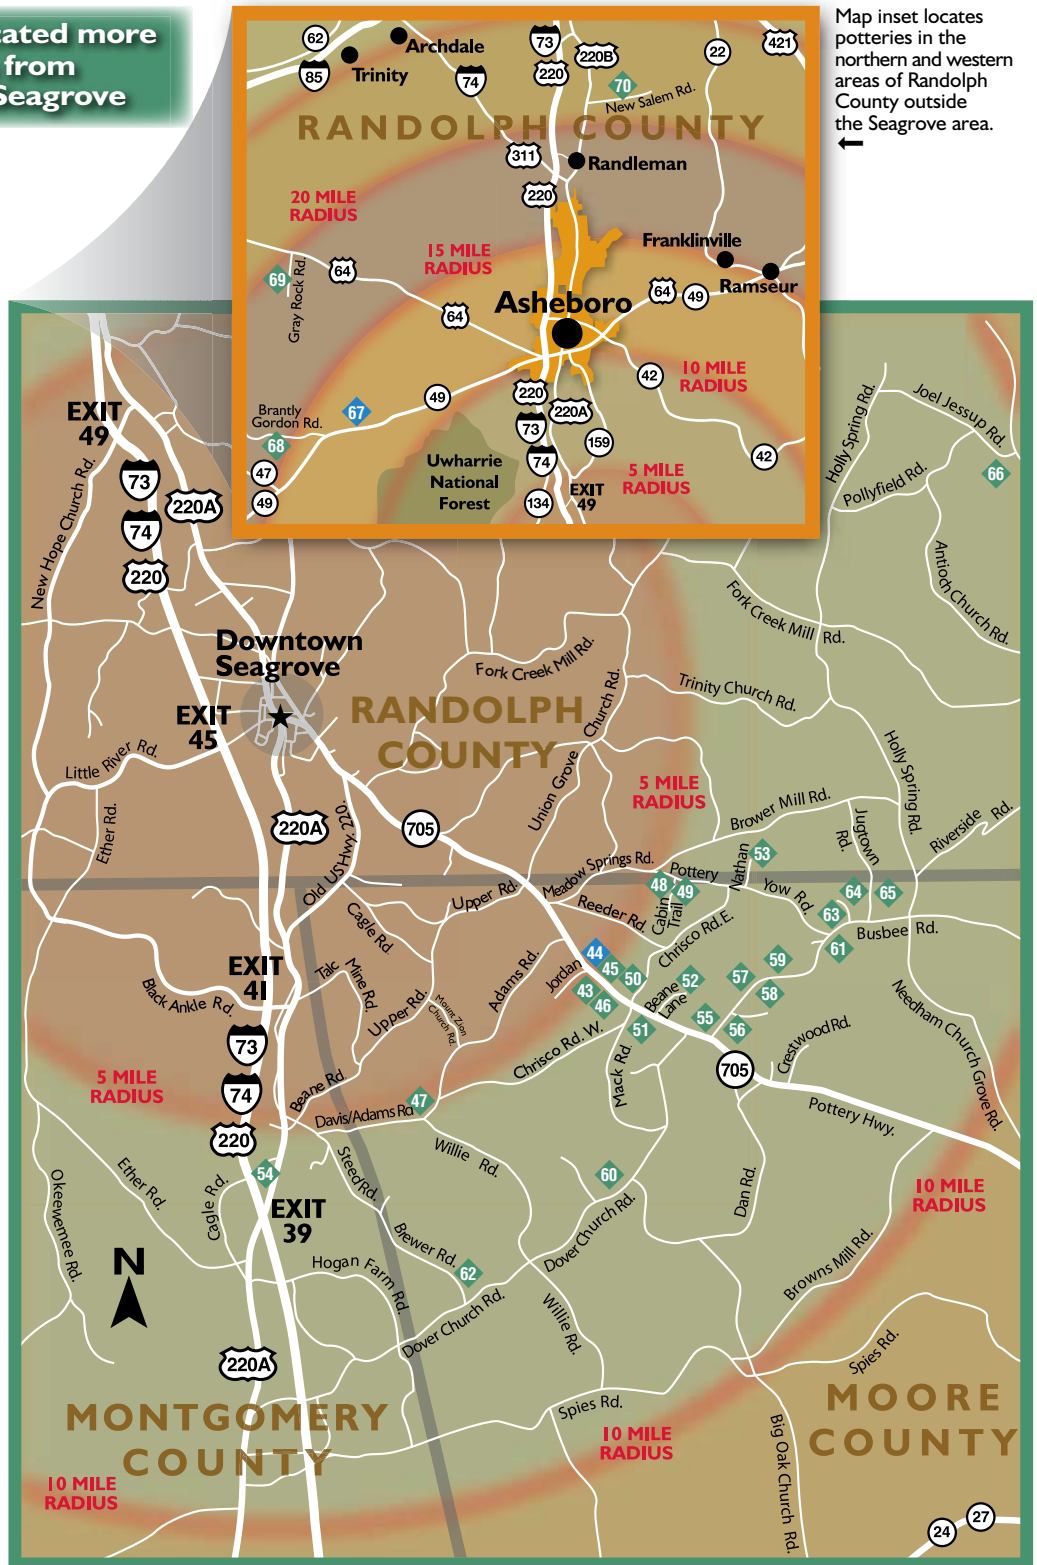 ated more
from
Seagrove
Map inset locates
potteries in the
northern and western
areas of Randolph
County outside
the Seagrove area.
62
Archdale
85
Trinity
74
73
220
220B
22
421
70
New Salem Rd.
RANDOLPH COUNTY
311
Randleman
220
20 MILE
RADIUS
15 MILE
RADIUS
Franklinville
Ramseur
69
Gray Rock Rd.
64
64
Asheboro
64
49
10 MILE
RADIUS
42
49
220
220A
73
159
42
Brantly
Gordon Rd.
67
68
47
49
Uwharrie
National
Forest
74
134
EXIT
49
5 MILE
RADIUS
EXIT
49
New Hope Church Rd.
73
74
220
220A
Holly Spring Rd.
Joel Jessup Rd.
66
Pollyfield Rd.
Antioch Church Rd.
Fork Creek Mill Rd.
Downtown
Seagrove
Fork Creek Mill Rd.
Trinity Church Rd.
EXIT
45
RANDOLPH
COUNTY
Church Rd.
Union Grove
Little River Rd.
Ether Rd.
220A
Old US Hwy. 220.
705
5 MILE
RADIUS
Holly Spring Rd.
Brower Mill Rd.
Jugtown
Rd.
Riverside Rd.
53
Nathan
Meadow Springs Rd.
Pottery
48
49
Yow Rd.
64
65
63
61
Busbee Rd.
Upper Rd.
Reeder Rd.
Cabin
Trail
Chrisco Rd. E.
Cagle Rd.
44
45
50
43
46
Jordan
Adams Rd.
EXIT
41
Talc
Mine Rd.
Upper Rd.
Mount Zion
Church Rd.
Black Ankle Rd.
52
57
59
58
Beane
Lane
51
55
56
Needham Church Grove Rd.
73
74
220
Chrisco Rd. W.
Mack Rd.
705
Crestwood Rd.
Pottery Hwy.
5 MILE
RADIUS
Beane Rd.
Davis/Adams Rd
47
Willie Rd.
Steed Rd.
54
EXIT
39
Okeewemee Rd.
Ether Rd.
Cagle Rd.
60
Dan Rd.
10 MILE
RADIUS
Brewer Rd.
62
Dover Church Rd.
Browns Mill Rd.
N
Hogan Farm Rd.
Dover Church Rd.
Willie Rd.
Spies Rd.
220A
MONTGOMERY
COUNTY
MOORE
COUNTY
Spies Rd.
10 MILE
RADIUS
Big Oak Church Rd.
10 MILE
RADIUS
24
27